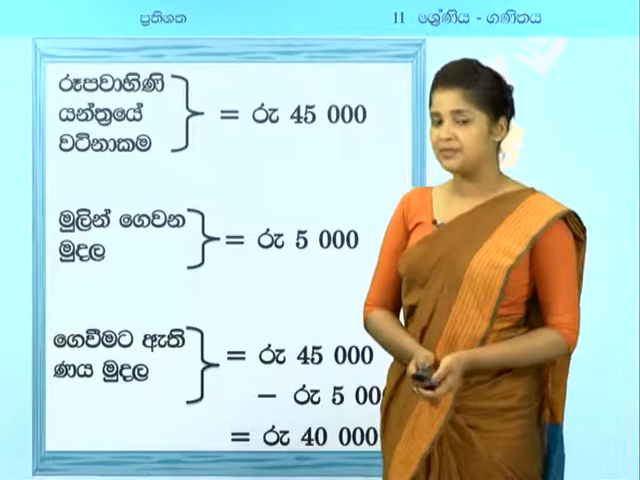 ප්‍රතිශත
11 ශ්‍රේණිය - ගණිතය
රූපවාහිණි
යන්ත්‍රයේ
වටිනාකම
= රු 45 000
මුලින් ගෙවන
මුදල
= රු 5 000
ගෙවීමට ඇති
ණය මුදල
= රු 45 000
− රු 5 00
= රු 40 000